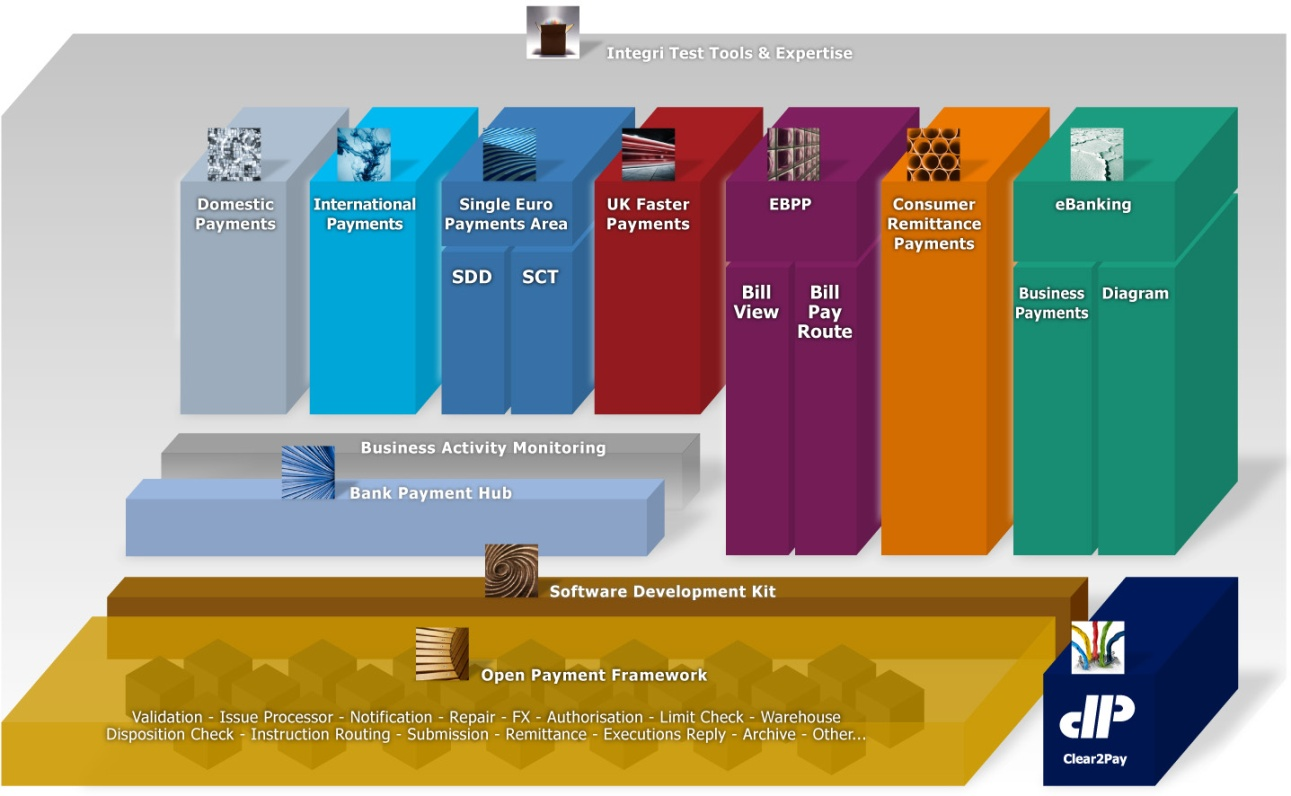 Integri Test Tools & Expertise
Domestic
Payments
International
Payments
Single Euro
Payments Area
SDD
SCT
UK Faster
Payments
EBPP
Bill
View
Bill
Pay
Route
Consumer
Remittance
Payments
eBanking
Business
Payments
Diagram
Business Activity Monitoring
Bank Payment Hub
Software Development Kit
Open Payment Framework
Validation - Issue Processor - Notification - Repair - FX - Authorisation - Limit Check - Warehouse
Disposition Check - Instruction Routing - Submission - Remittance - Executions Reply - Archive - Other...
Clear2Pay